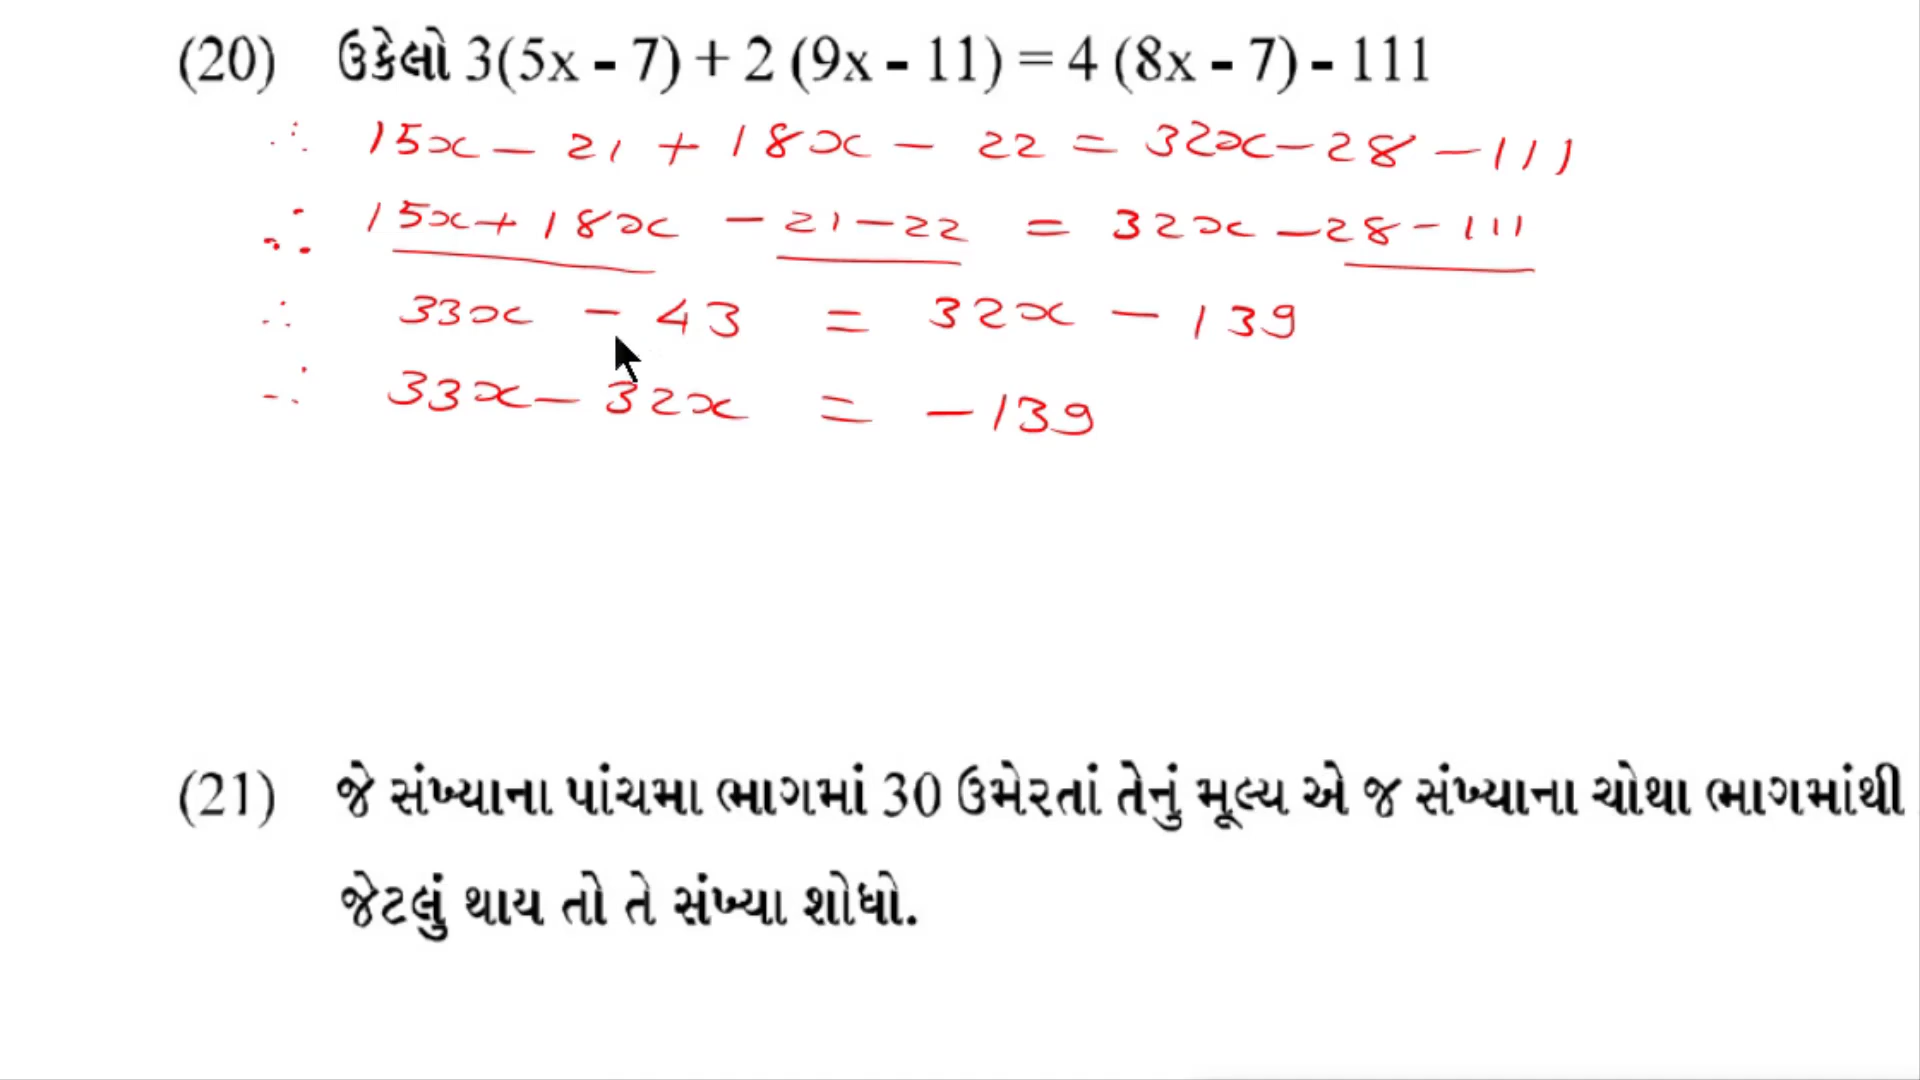 (20) ઉકેલો 3(5x - 7) + 2 (9x - 11) = 4 (8x - 7) - 111
∴ 15x - 21 + 18x - 22 = 32x - 28 - 111
∴ 15x + 18x - 21 - 22 = 32x - 28 - 111
∴ 33x - 43 = 32x - 139
∴ 33x - 32x = - 139
(21) જે સંખ્યાના પાંચમા ભાગમાં 30 ઉમેરતાં તેનું મૂલ્ય એ જ સંખ્યાના ચોથા ભાગમાંથી
જેટલું થાય તો તે સંખ્યા શોધો.